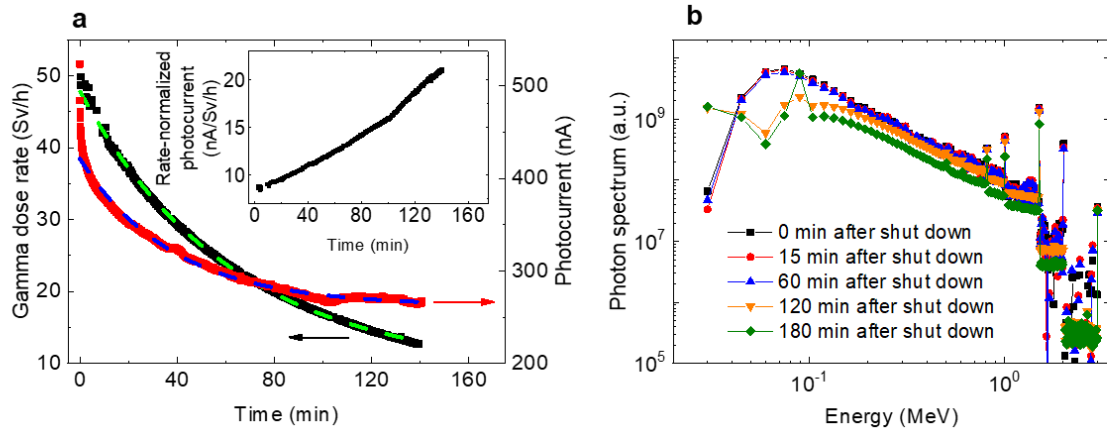 a
Gamma dose rate (Sv/h)
50
40
30
20
10
0
40
80
120
160
Time (min)
500
400
300
200
Photocurrent (nA)
Rate-normalized
photocurrent
(nA/Sv/h)
20
15
10
0
40
80
120
160
Time (min)
b
Photon spectrum (a.u.)
10⁹
10⁷
10⁵
10⁻¹
10⁰
Energy (MeV)
0 min after shut down
15 min after shut down
60 min after shut down
120 min after shut down
180 min after shut down